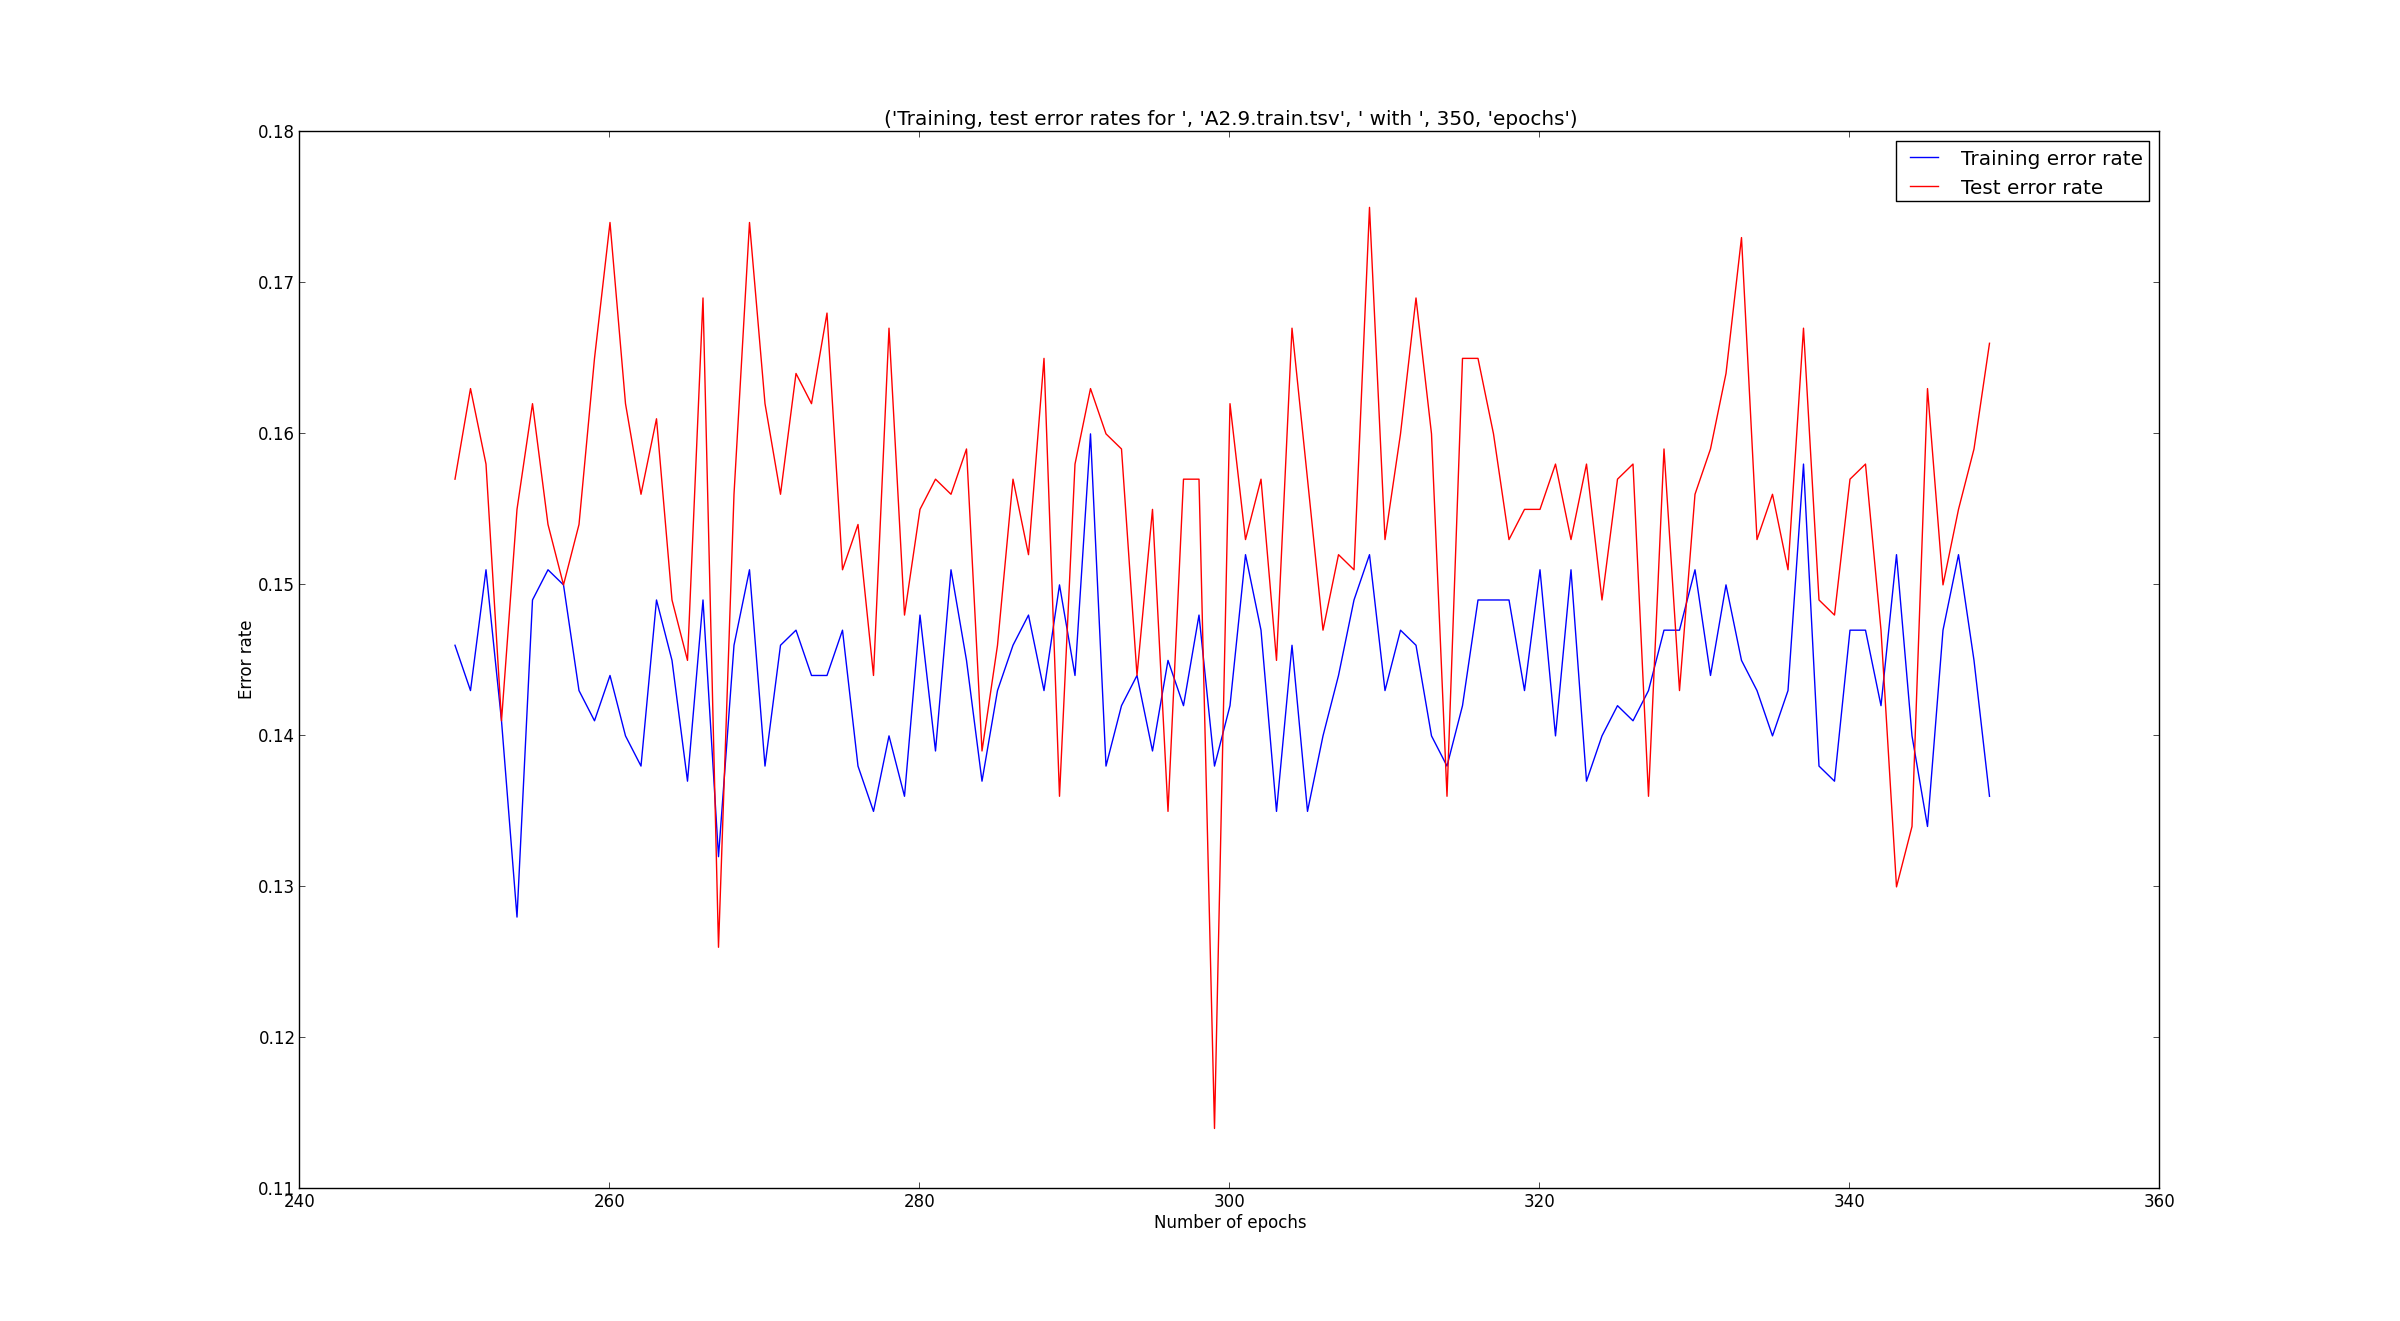 ('Training, test error rates for ', 'A2.9.train.tsv', ' with ', 350, 'epochs')
Training error rate
Test error rate
0.18
0.17
0.16
0.15
0.14
0.13
0.12
0.11
Error rate
240 260 280 300 320 340 360
Number of epochs